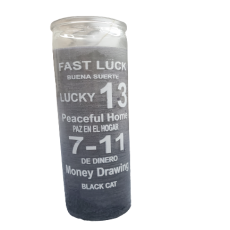 FAST LUCK
BUENA SUERTE
LUCKY 13
Peaceful Home
PAZ EN EL HOGAR
7-11
DE DINERO
Money Drawing
BLACK CAT